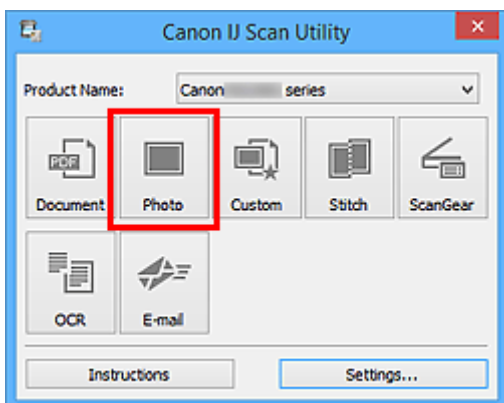 Canon IJ Scan Utility
Product Name: Canon series
PDF
Document Photo Custom Stitch ScanGear
OCR E-mail
Instructions Settings...